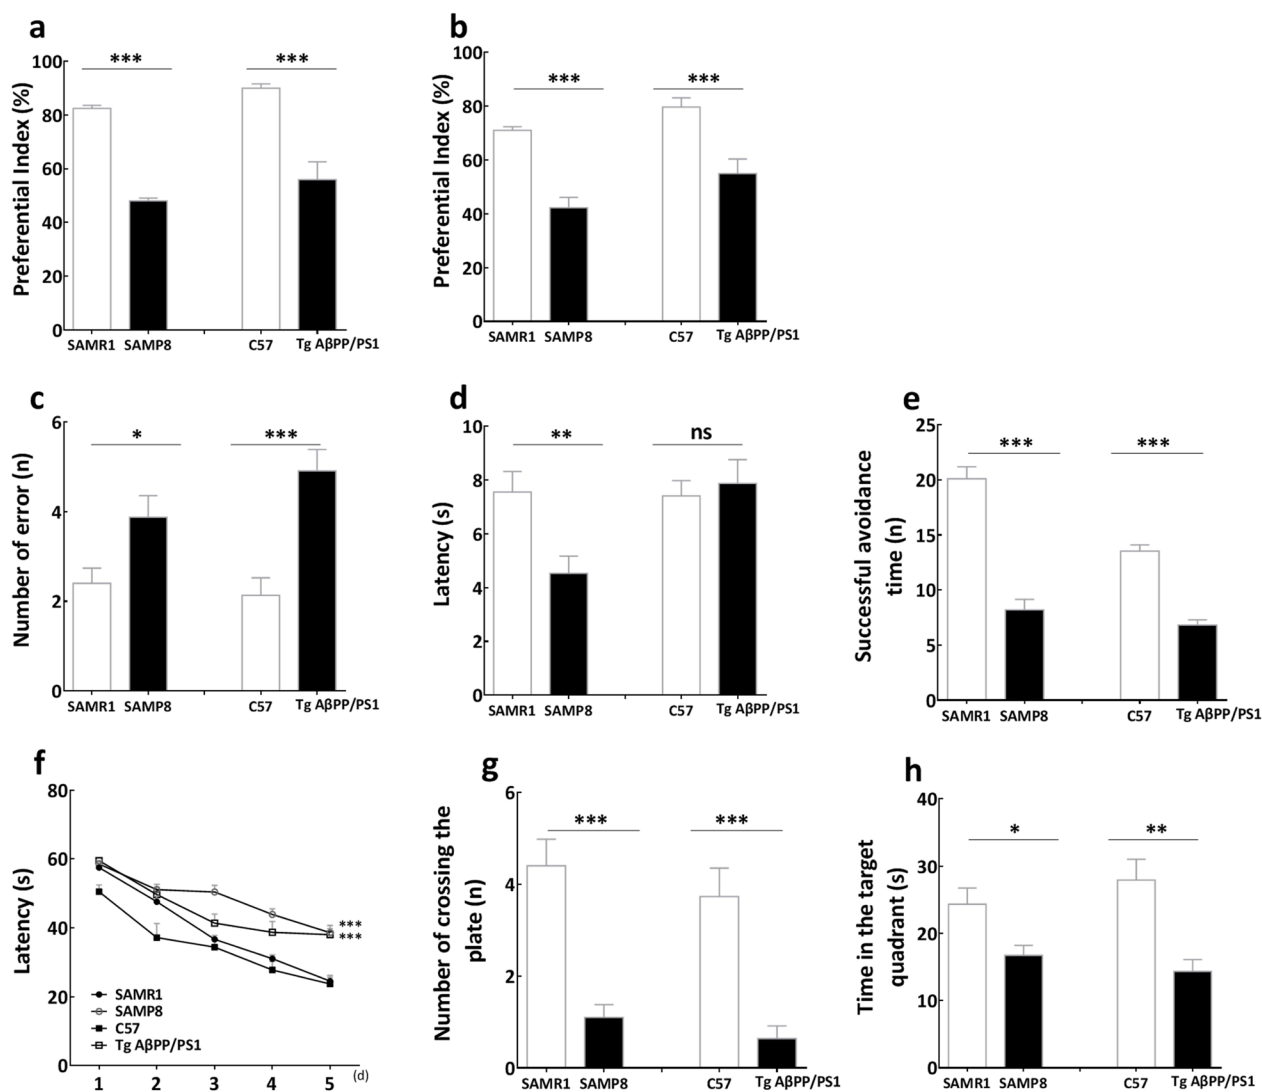 a
Preferential Index (%)
100
80
60
40
20
0
***
***
SAMR1
SAMP8
C57
Tg AβPP/PS1
b
Preferential Index (%)
100
80
60
40
20
0
***
***
SAMR1
SAMP8
C57
Tg AβPP/PS1
c
Number of error (n)
6
4
2
0
*
***
SAMR1
SAMP8
C57
Tg AβPP/PS1
d
Latency (s)
10
8
6
4
2
0
**
ns
SAMR1
SAMP8
C57
Tg AβPP/PS1
e
Successful avoidance
time (n)
25
20
15
10
5
0
***
***
SAMR1
SAMP8
C57
Tg AβPP/PS1
f
Latency (s)
80
60
40
20
0
***
***
SAMR1
SAMP8
C57
Tg AβPP/PS1
1
2
3
4
5
(d)
g
Number of crossing the
plate (n)
6
4
2
0
***
***
SAMR1
SAMP8
C57
Tg AβPP/PS1
h
Time in the target
quadrant (s)
40
30
20
10
0
*
**
SAMR1
SAMP8
C57
Tg AβPP/PS1